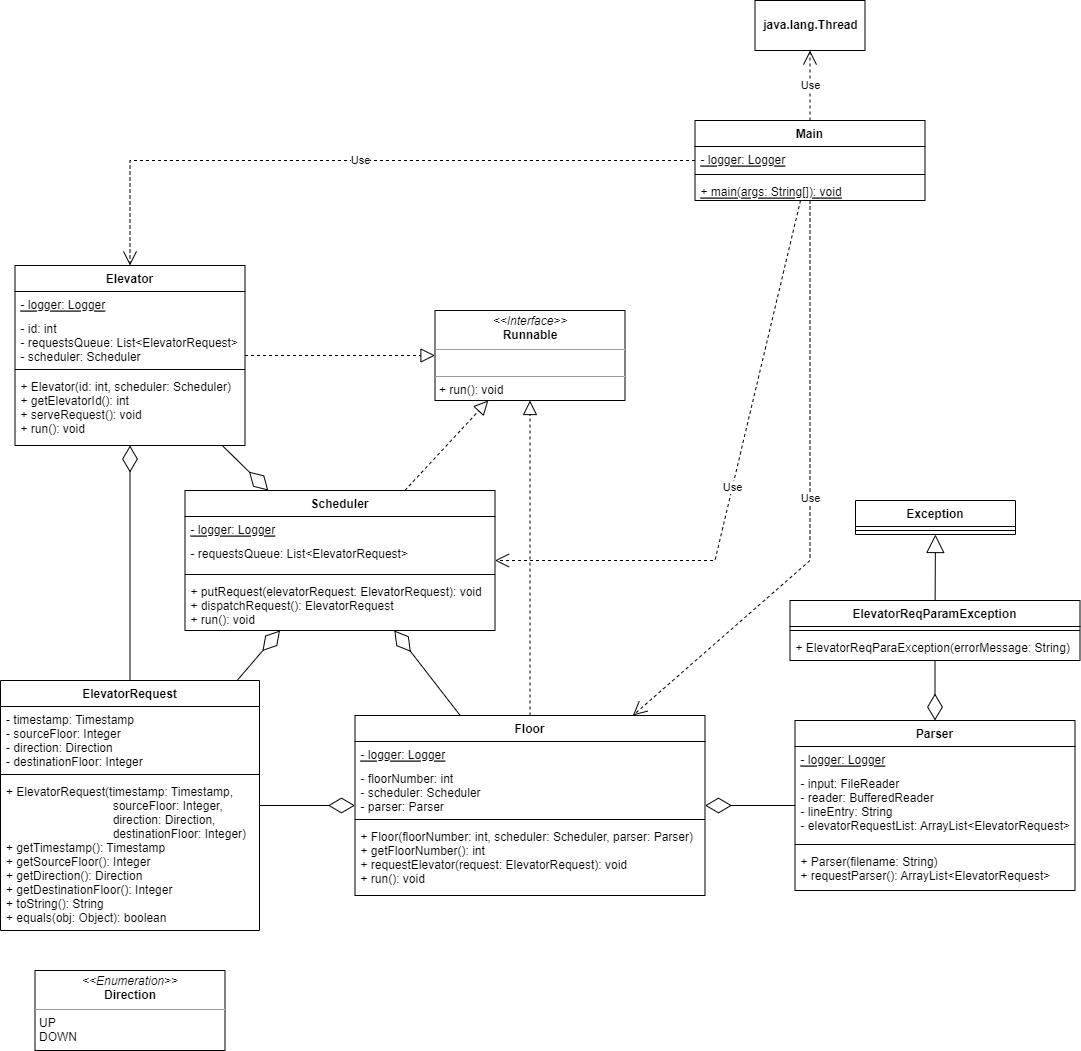 java.lang.Thread
Use
Main
- logger: Logger
+ main(args: String[]): void
Use
Elevator
- logger: Logger
- id: int
- requestsQueue: List<ElevatorRequest>
- scheduler: Scheduler
+ Elevator(id: int, scheduler: Scheduler)
+ getElevatorId(): int
+ serveRequest(): void
+ run(): void
<<Interface>>
Runnable
+ run(): void
Use
Use
Scheduler
- logger: Logger
- requestsQueue: List<ElevatorRequest>
+ putRequest(elevatorRequest: ElevatorRequest): void
+ dispatchRequest(): ElevatorRequest
+ run(): void
Exception
ElevatorReqParamException
+ ElevatorReqParaException(errorMessage: String)
ElevatorRequest
- timestamp: Timestamp
- sourceFloor: Integer
- direction: Direction
- destinationFloor: Integer
+ ElevatorRequest(timestamp: Timestamp,
sourceFloor: Integer,
direction: Direction,
destinationFloor: Integer)
+ getTimestamp(): Timestamp
+ getSourceFloor(): Integer
+ getDirection(): Direction
+ getDestinationFloor(): Integer
+ toString(): String
+ equals(obj: Object): boolean
Floor
- logger: Logger
- floorNumber: int
- scheduler: Scheduler
- parser: Parser
+ Floor(floorNumber: int, scheduler: Scheduler, parser: Parser)
+ getFloorNumber(): int
+ requestElevator(request: ElevatorRequest): void
+ run(): void
Parser
- logger: Logger
- input: FileReader
- reader: BufferedReader
- lineEntry: String
- elevatorRequestList: ArrayList<ElevatorRequest>
+ Parser(filename: String)
+ requestParser(): ArrayList<ElevatorRequest>
<<Enumeration>>
Direction
UP
DOWN